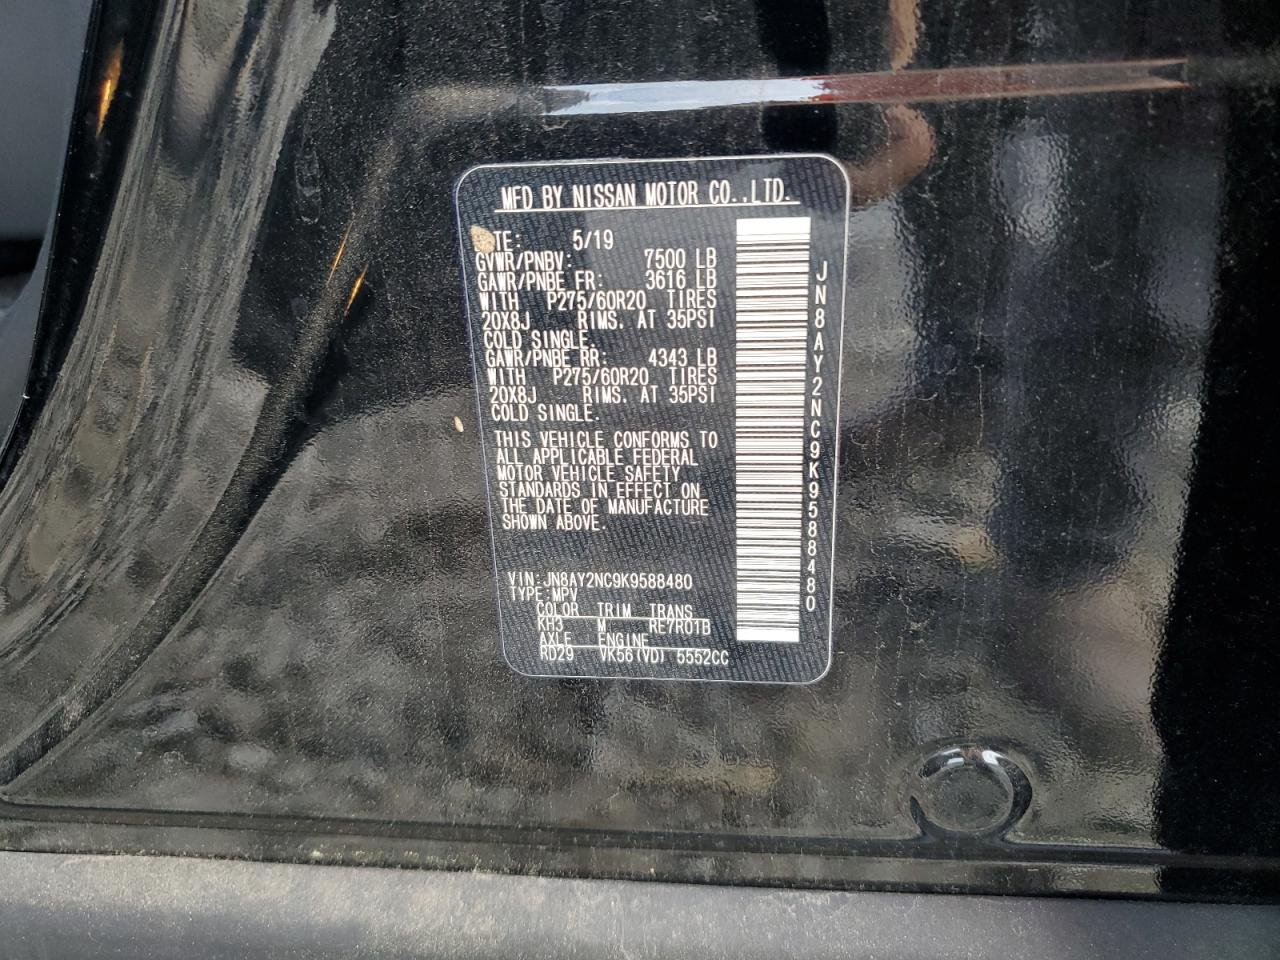 MFD BY NISSAN MOTOR CO.,LTD.
TE: 5/19
GVWR/PNBV: 7500 LB
GAWR/PNBE FR: 3616 LB
WITH P275/60R20 TIRES
20X8J RIMS. AT 35PSI
COLD SINGLE.
GAWR/PNBE RR: 4343 LB
WITH P275/60R20 TIRES
20X8J RIMS. AT 35PSI
COLD SINGLE.
THIS VEHICLE CONFORMS TO
ALL APPLICABLE FEDERAL
MOTOR VEHICLE SAFETY
STANDARDS IN EFFECT ON
THE DATE OF MANUFACTURE
SHOWN ABOVE.
VIN:JN8AY2NC9K9588480
TYPE:MPV
COLOR TRIM TRANS
KH3 M RE7R01B
AXLE ENGINE
RD29 VK56(VD) 5552CC
JN8AY2NC9K9588480